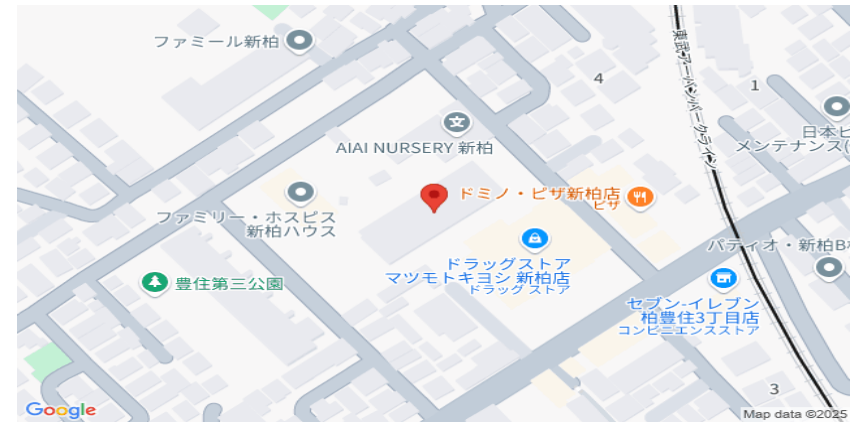 ファミール新柏
東武アーバンパークライン
4
1
日本ビ
メンテナンス(
AIAI NURSERY 新柏
ドミノ・ピザ新柏店
ピザ
ファミリー・ホスピス
新柏ハウス
パティオ・新柏B
ドラッグストア
マツモトキヨシ 新柏店
ドラッグストア
豊住第三公園
セブン-イレブン
柏豊住3丁目店
コンビニエンスストア
3
Google
Map data ©2025